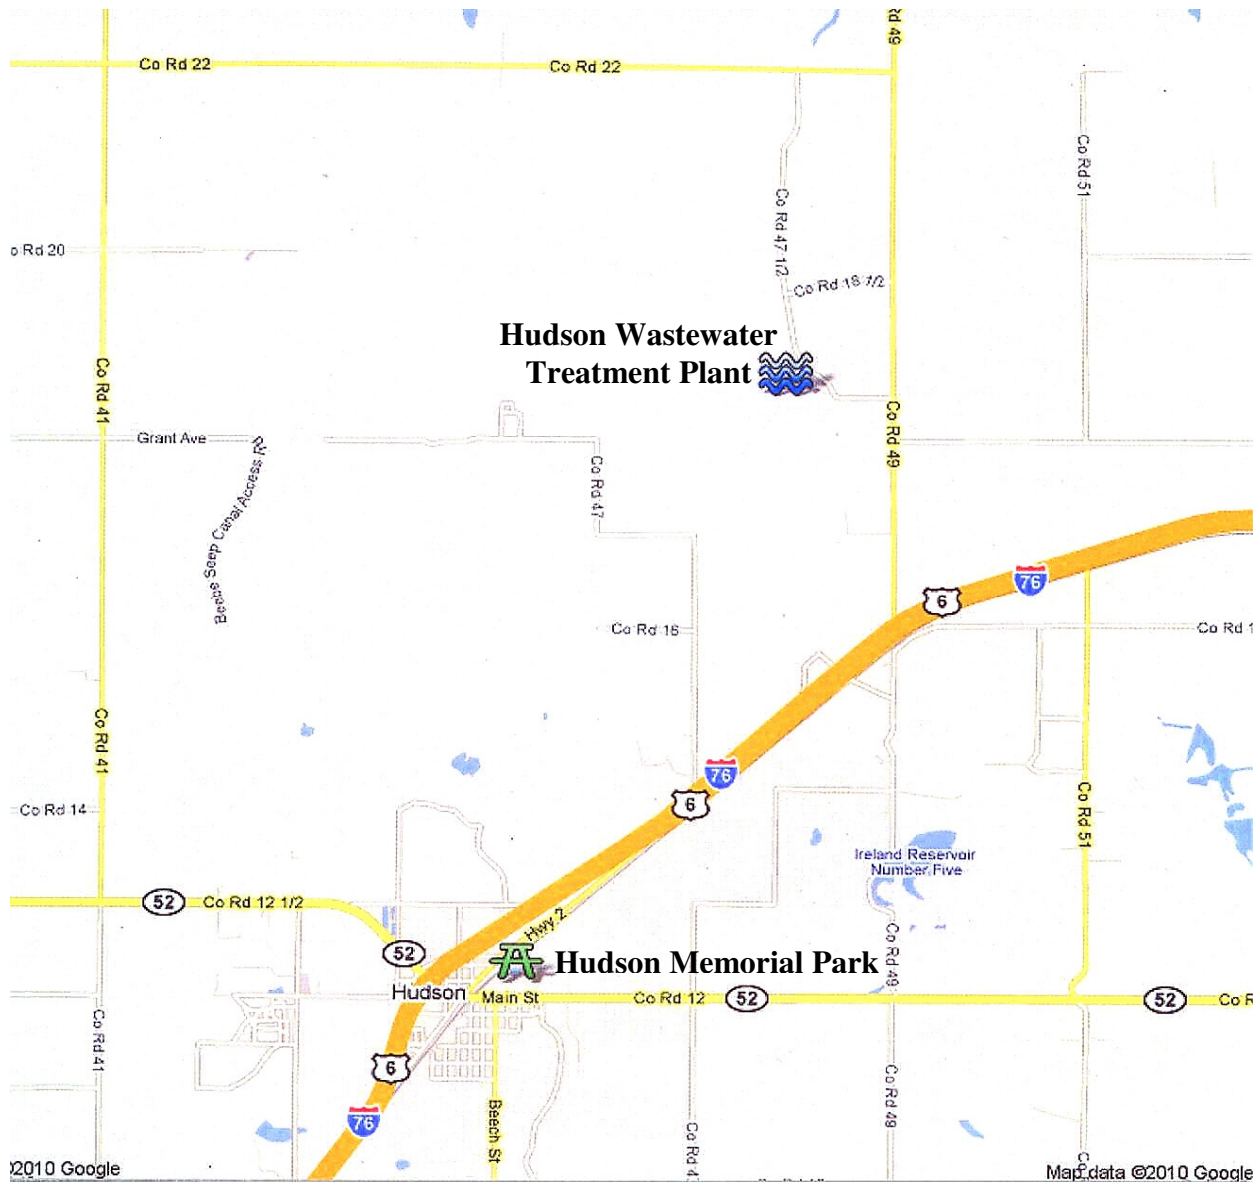 Rd 49
Co Rd 22
Co Rd 22
Co Rd 51
Co Rd 47 1/2
o Rd 20
Co Rd 18 1/2
Hudson Wastewater
Treatment Plant
Co Rd 41
Co Rd 49
Grant Ave
Beebe Seep Canal Access Rd
Co Rd 47
76
6
Co Rd 16
Co Rd 1
Co Rd 41
76
6
Co Rd 14
Co Rd 51
Ireland Reservoir
Number Five
52
Co Rd 12 1/2
Hwy 2
52
Co Rd 49
Hudson Memorial Park
Hudson
Main St
Co Rd 12
52
52
Co R
Co Rd 41
6
Co Rd 49
76
Beech St
Co Rd 4
Co
2010 Google
Map data ©2010 Google